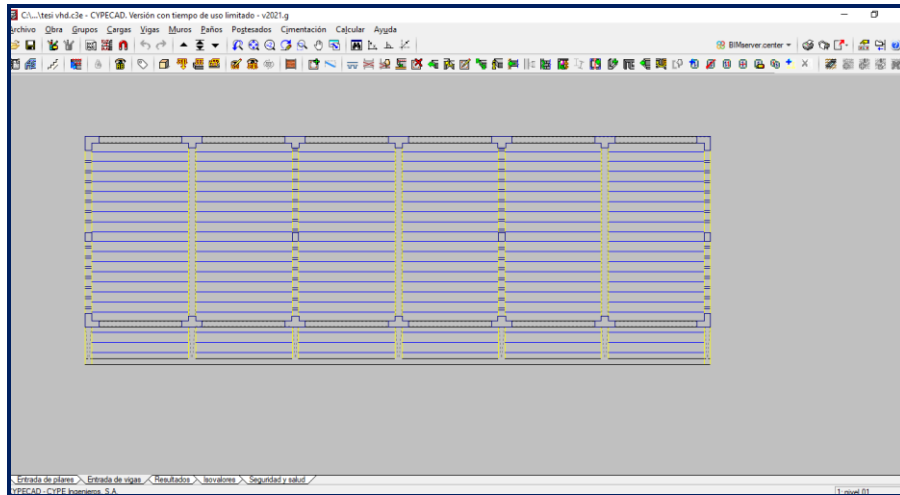 C:\...\tesi vhd.c3e - CYPECAD. Versión con tiempo de uso limitado - v2021.g
rchivo Obra Grupos Cargas Vigas Muros Paños Postesados Cimentación Calcular Ayuda
BIMserver.center
Entrada de pilares Entrada de vigas Resultados Isovalores Seguridad y salud
YPECAD - CYPE Ingenieros, S.A. 1: nivel 01